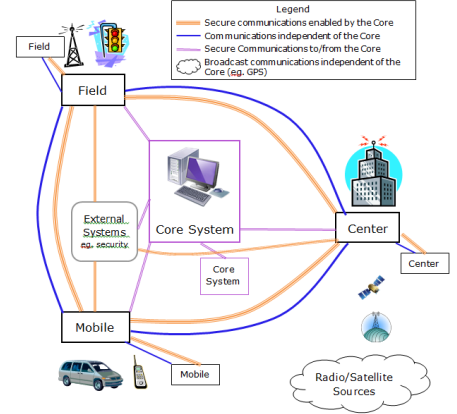 Legend
Secure communications enabled by the Core
Communications independent of the Core
Secure Communications to/from the Core
Broadcast communications independent of the
Core (eg. GPS)
Field
Field
External
Systems
eg, security
Core System
Center
Core
System
Center
Mobile
Mobile
Radio/Satellite
Sources